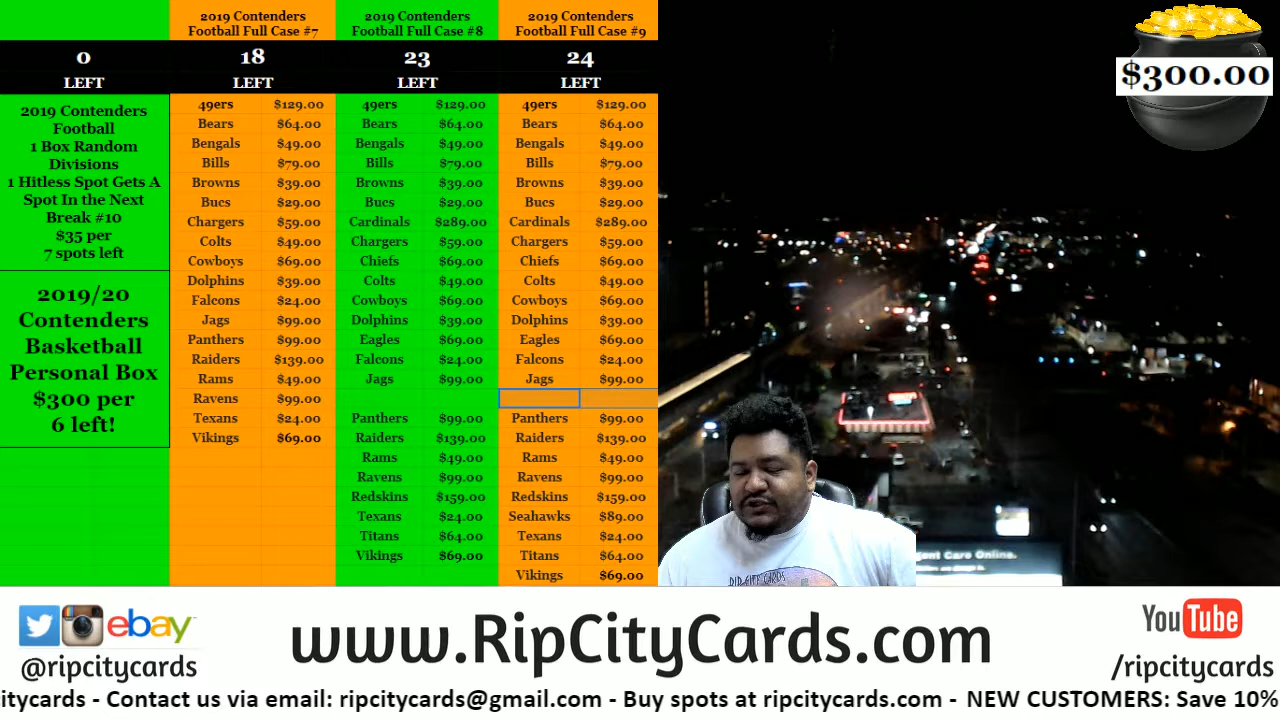 2019 Contenders
Football Full Case #7
2019 Contenders
Football Full Case #8
2019 Contenders
Football Full Case #9
0
18
23
24
LEFT
LEFT
LEFT
LEFT
2019 Contenders
Football
1 Box Random
Divisions
1 Hitless Spot Gets A
Spot In the Next
Break #10
$35 per
7 spots left
2019/20
Contenders
Basketball
Personal Box
$300 per
6 left!
49ers $129.00
Bears $64.00
Bengals $49.00
Bills $79.00
Browns $39.00
Bucs $29.00
Chargers $59.00
Colts $49.00
Cowboys $69.00
Dolphins $39.00
Falcons $24.00
Jags $99.00
Panthers $99.00
Raiders $139.00
Rams $49.00
Ravens $99.00
Texans $24.00
Vikings $69.00
49ers $129.00
Bears $64.00
Bengals $49.00
Bills $79.00
Browns $39.00
Bucs $29.00
Cardinals $289.00
Chargers $59.00
Chiefs $69.00
Colts $49.00
Cowboys $69.00
Dolphins $39.00
Eagles $69.00
Falcons $24.00
Jags $99.00
Panthers $99.00
Raiders $139.00
Rams $49.00
Ravens $99.00
Redskins $159.00
Texans $24.00
Titans $64.00
Vikings $69.00
49ers $129.00
Bears $64.00
Bengals $49.00
Bills $79.00
Browns $39.00
Bucs $29.00
Cardinals $289.00
Chargers $59.00
Chiefs $69.00
Colts $49.00
Cowboys $69.00
Dolphins $39.00
Eagles $69.00
Falcons $24.00
Jags $99.00
Panthers $99.00
Raiders $139.00
Rams $49.00
Ravens $99.00
Redskins $159.00
Seahawks $89.00
Texans $24.00
Titans $64.00
Vikings $69.00
$300.00
RIP CITY CARDS
Care Online.
ebay
@ripcitycards
www.RipCityCards.com
YouTube
/ripcitycards
citycards - Contact us via email: ripcitycards@gmail.com - Buy spots at ripcitycards.com - NEW CUSTOMERS: Save 10%